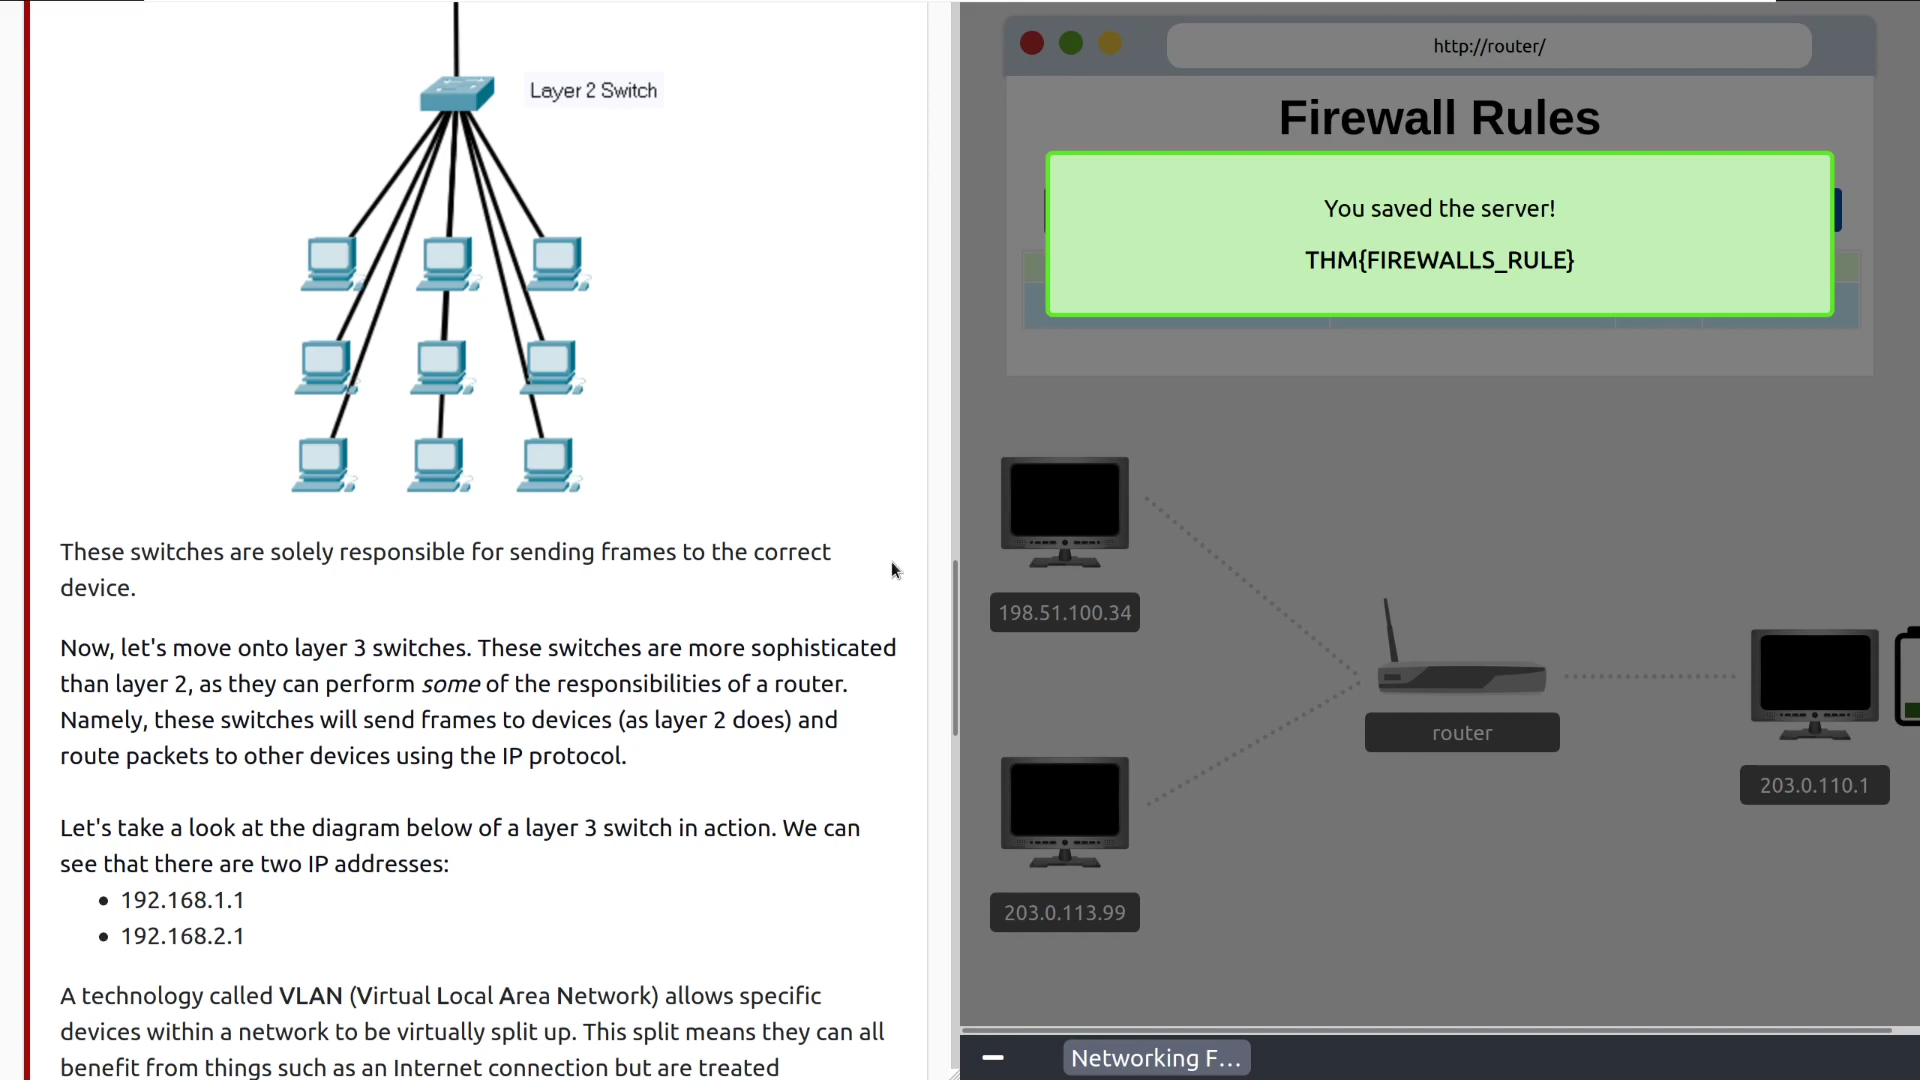 Layer 2 Switch
These switches are solely responsible for sending frames to the correct
device.
Now, let's move onto layer 3 switches. These switches are more sophisticated
than layer 2, as they can perform some of the responsibilities of a router.
Namely, these switches will send frames to devices (as layer 2 does) and
route packets to other devices using the IP protocol.
Let's take a look at the diagram below of a layer 3 switch in action. We can
see that there are two IP addresses:
192.168.1.1
192.168.2.1
A technology called VLAN (Virtual Local Area Network) allows specific
devices within a network to be virtually split up. This split means they can all
benefit from things such as an Internet connection but are treated
http://router/
Firewall Rules
You saved the server!
THM{FIREWALLS_RULE}
198.51.100.34
router
203.0.110.1
203.0.113.99
Networking F...